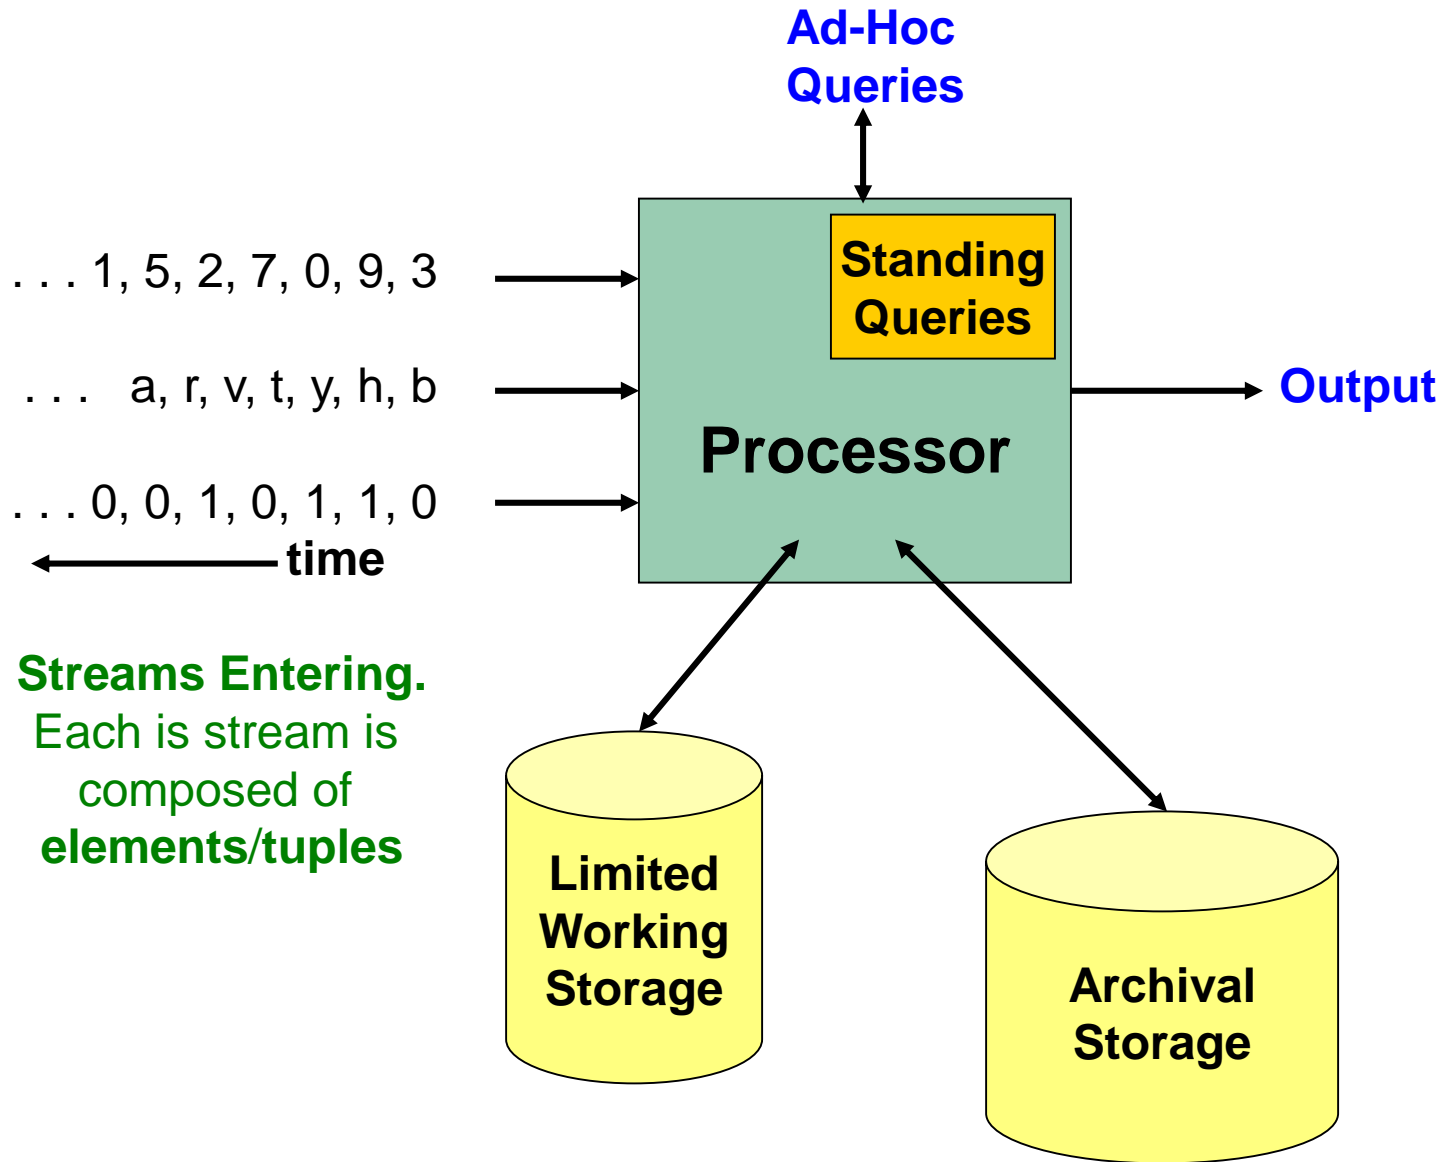 Ad-Hoc
Queries
Standing
Queries
. . . 1, 5, 2, 7, 0, 9, 3
. . . a, r, v, t, y, h, b
Output
Processor
. . . 0, 0, 1, 0, 1, 1, 0
time
Streams Entering.
Each is stream is
composed of
elements/tuples
Limited
Working
Storage
Archival
Storage